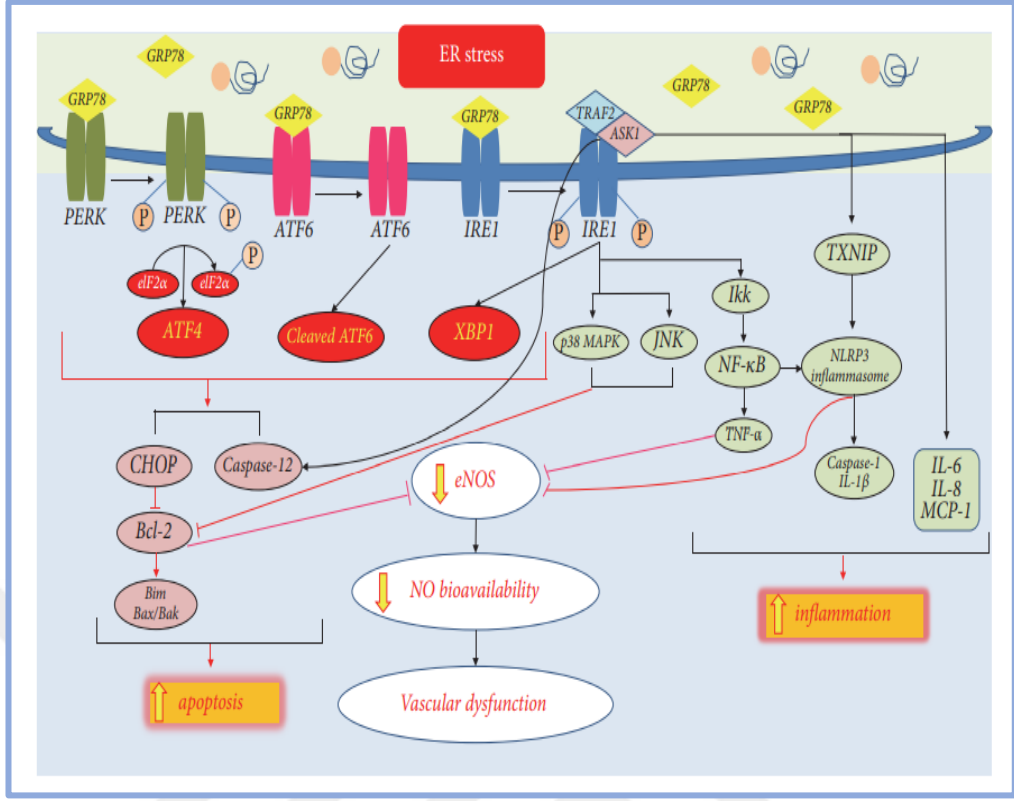 ER stress
GRP78
GRP78
GRP78
GRP78
GRP78
GRP78
TRAF2
ASK1
PERK
P
PERK
P
ATF6
ATF6
IRE1
P
IRE1
P
eIF2α
eIF2α
P
ATF4
Cleaved ATF6
XBP1
p38 MAPK
JNK
Ikk
NF-κB
TNF-α
TXNIP
NLRP3
inflammasome
Caspase-1
IL-1β
IL-6
IL-8
MCP-1
CHOP
Caspase-12
Bcl-2
Bim
Bax/Bak
eNOS
NO bioavailability
Vascular dysfunction
apoptosis
inflammation